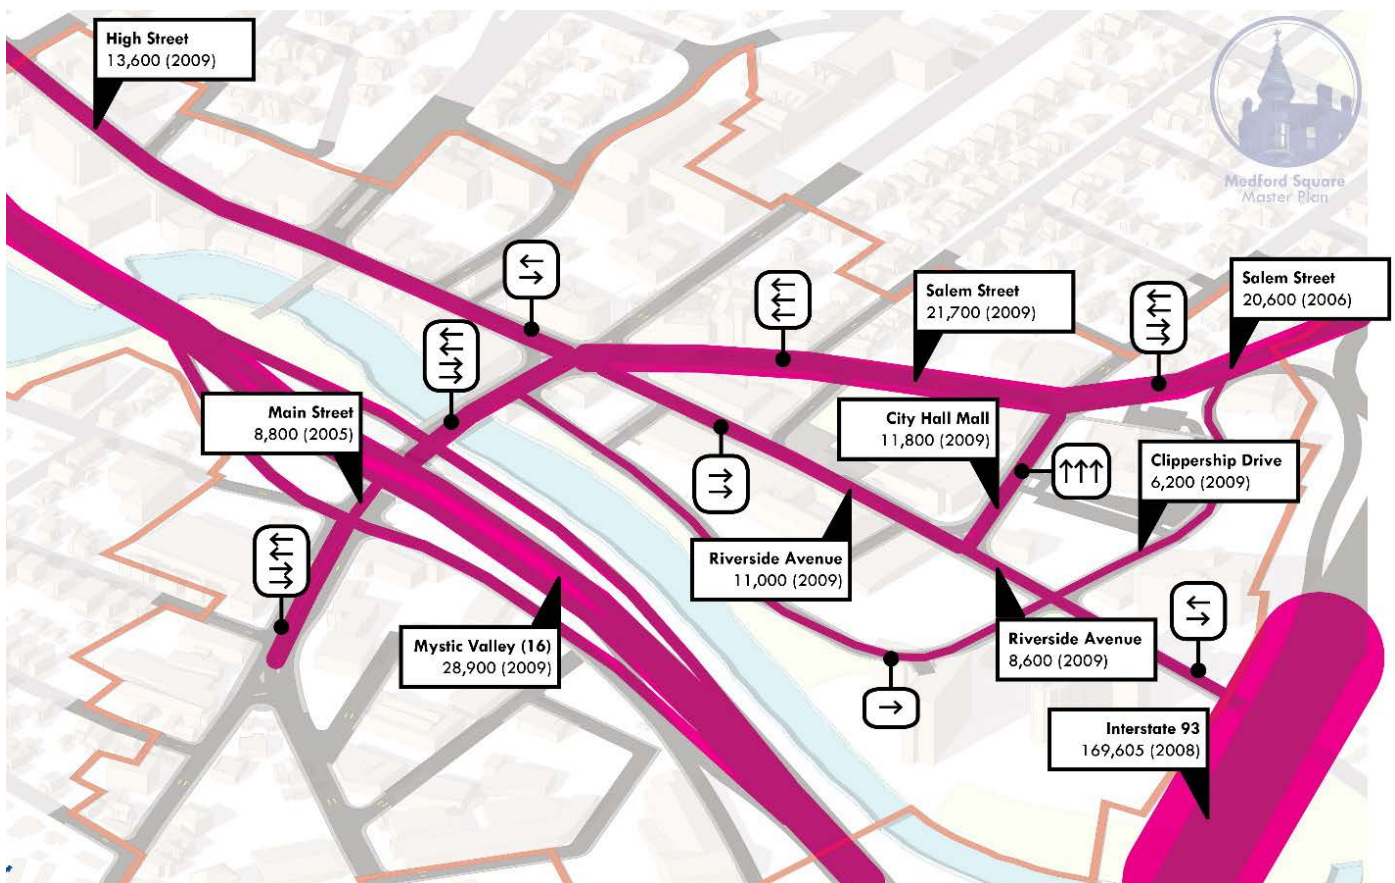 High Street
13,600 (2009)
Medford Square
Master Plan
Salem Street
21,700 (2009)
Salem Street
20,600 (2006)
Main Street
8,800 (2005)
City Hall Mall
11,800 (2009)
Clippership Drive
6,200 (2009)
Riverside Avenue
11,000 (2009)
Mystic Valley (16)
28,900 (2009)
Riverside Avenue
8,600 (2009)
Interstate 93
169,605 (2008)